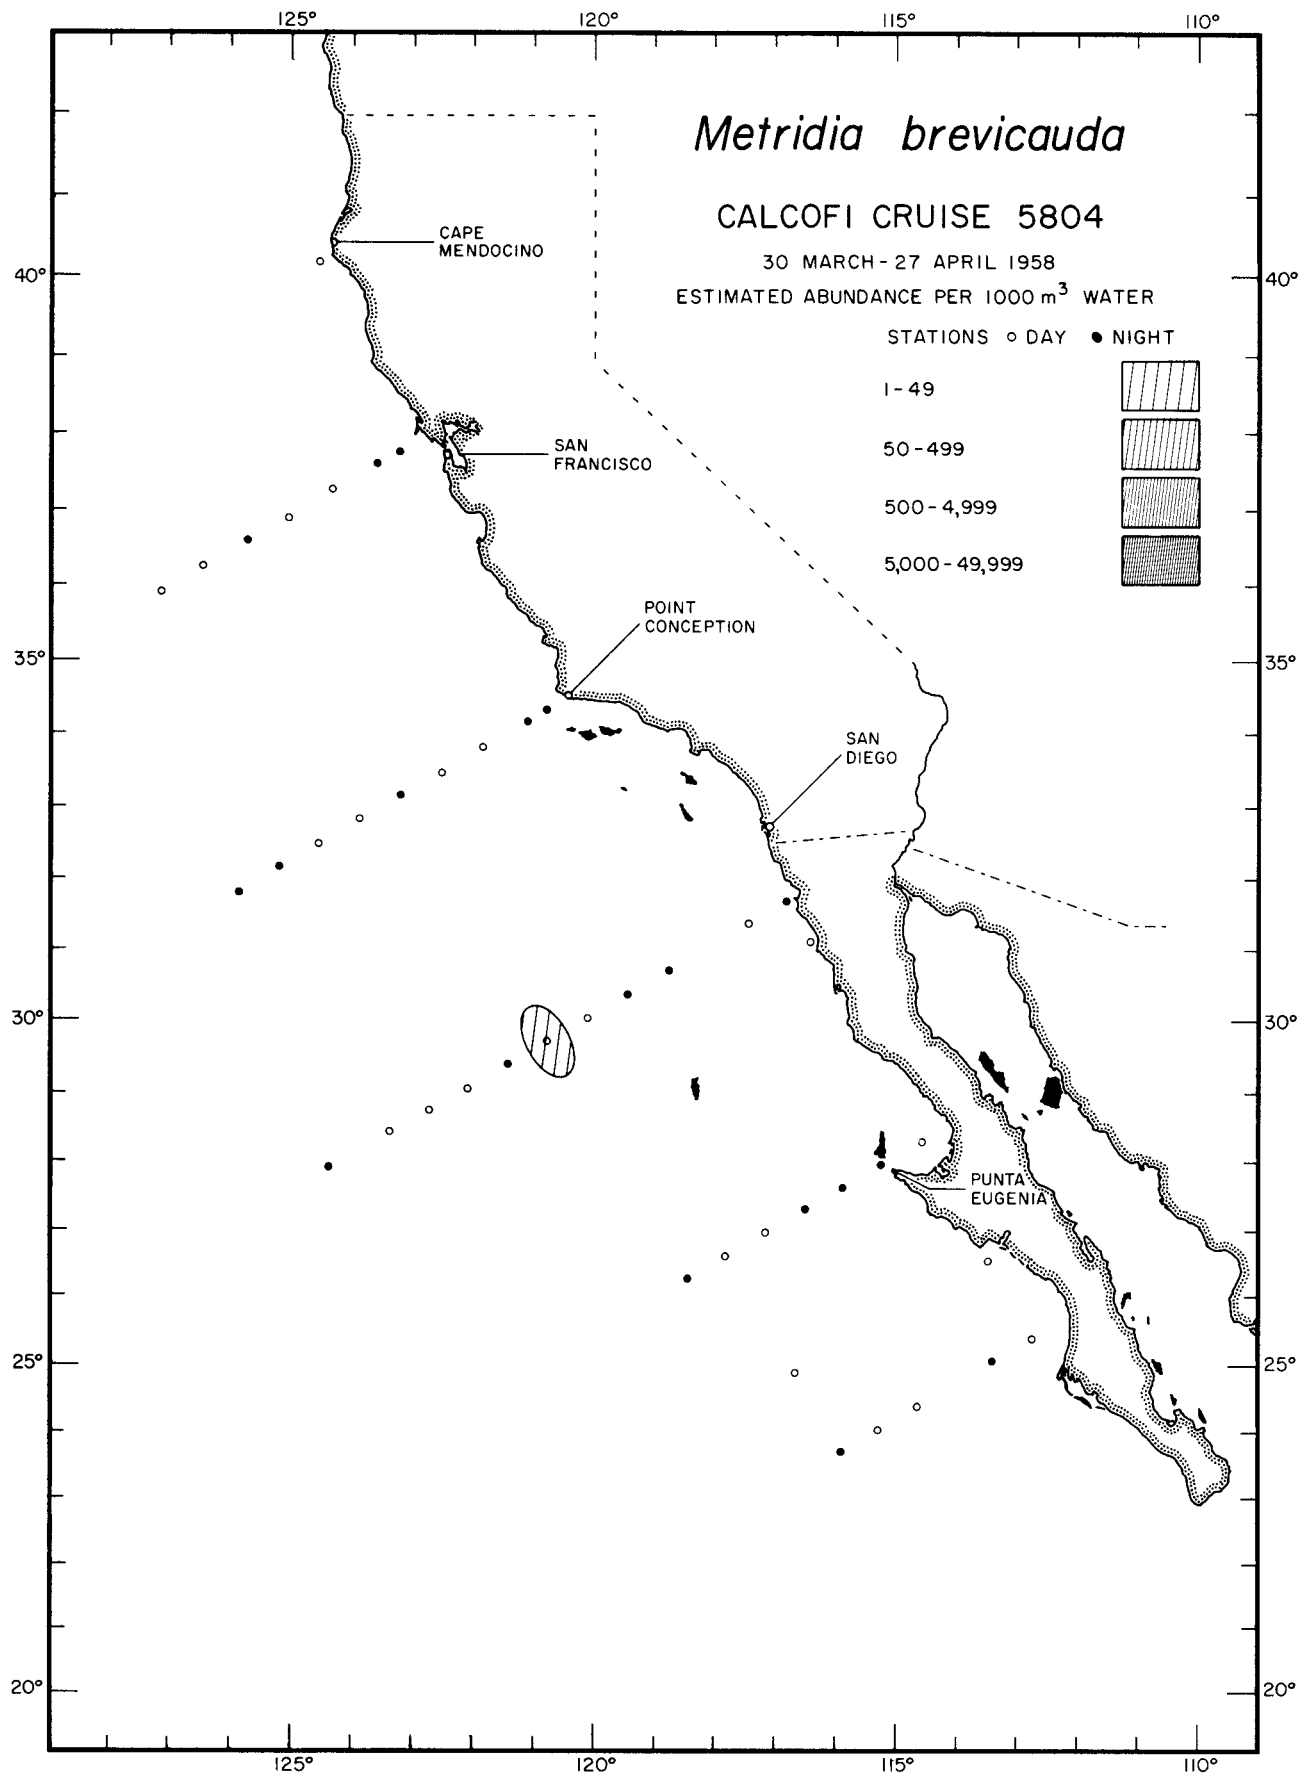 125° 120° 115° 110°
Metridia brevicauda
CALCOFI CRUISE 5804
30 MARCH - 27 APRIL 1958
ESTIMATED ABUNDANCE PER 1000 m³ WATER
STATIONS ○ DAY ● NIGHT
1 - 49
50 - 499
500 - 4,999
5,000 - 49,999
CAPE
MENDOCINO
40° 40°
SAN
FRANCISCO
POINT
CONCEPTION
35° 35°
SAN
DIEGO
30° 30°
PUNTA
EUGENIA
25° 25°
20° 20°
125° 120° 115° 110°